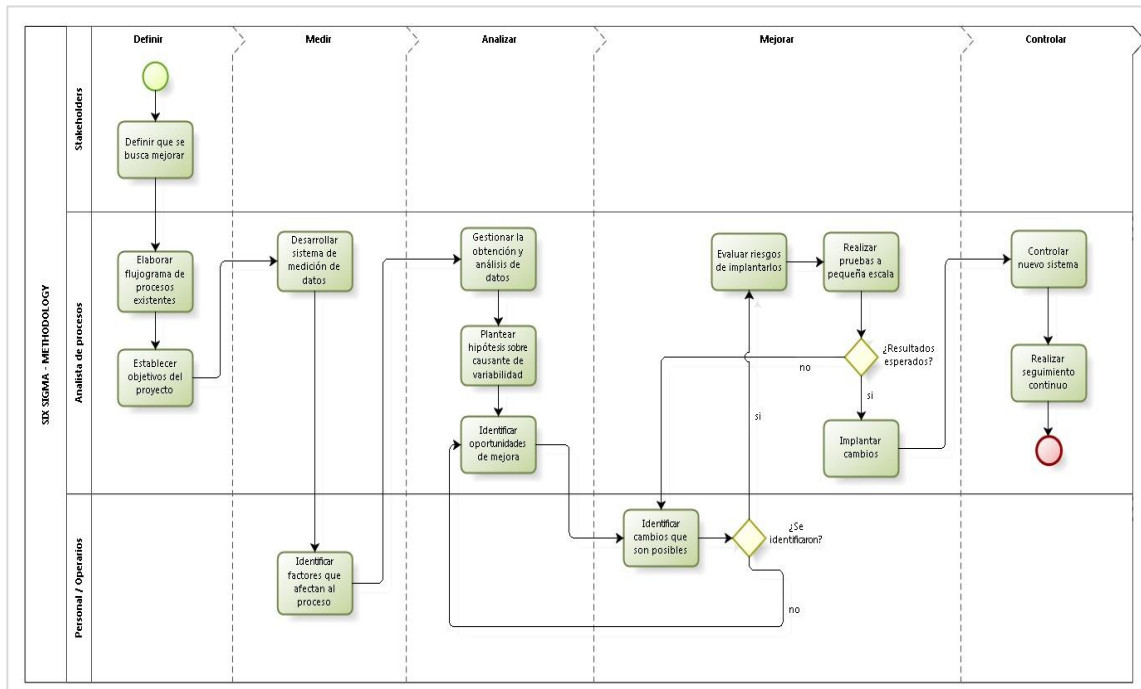 Definir
Medir
Analizar
Mejorar
Controlar
SIX SIGMA - METHODOLOGY
Stakeholders
Definir que se
busca mejorar
Analista de procesos
Elaborar
flujograma de
procesos
existentes
Establecer
objetivos del
proyecto
Desarrollar
sistema de
medición de
datos
Gestionar la
obtención y
análisis de
datos
Plantear
hipótesis sobre
causante de
variabilidad
Identificar
oportunidades
de mejora
Evaluar riesgos
de implantarlos
Realizar
pruebas a
pequeña escala
¿Resultados
esperados?
no
si
si
Implantar
cambios
Controlar
nuevo sistema
Realizar
seguimiento
continuo
Personal / Operarios
Identificar
factores que
afectan al
proceso
Identificar
cambios que
son posibles
¿Se
identificaron?
no